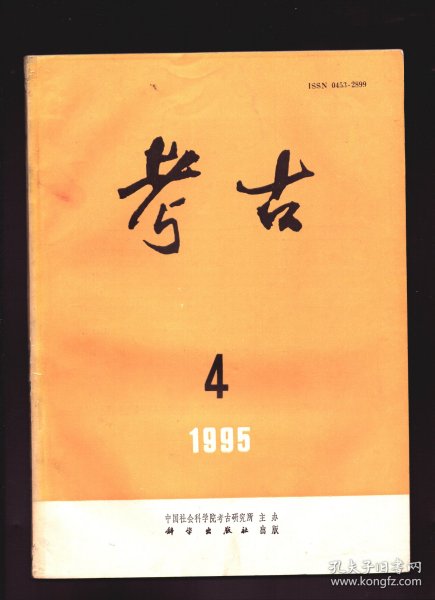 ISSN 0453-2899
考古
4
1995
中国社会科学院考古研究所 主办
科学出版社 出版
孔夫子旧书网
www.kongfz.com